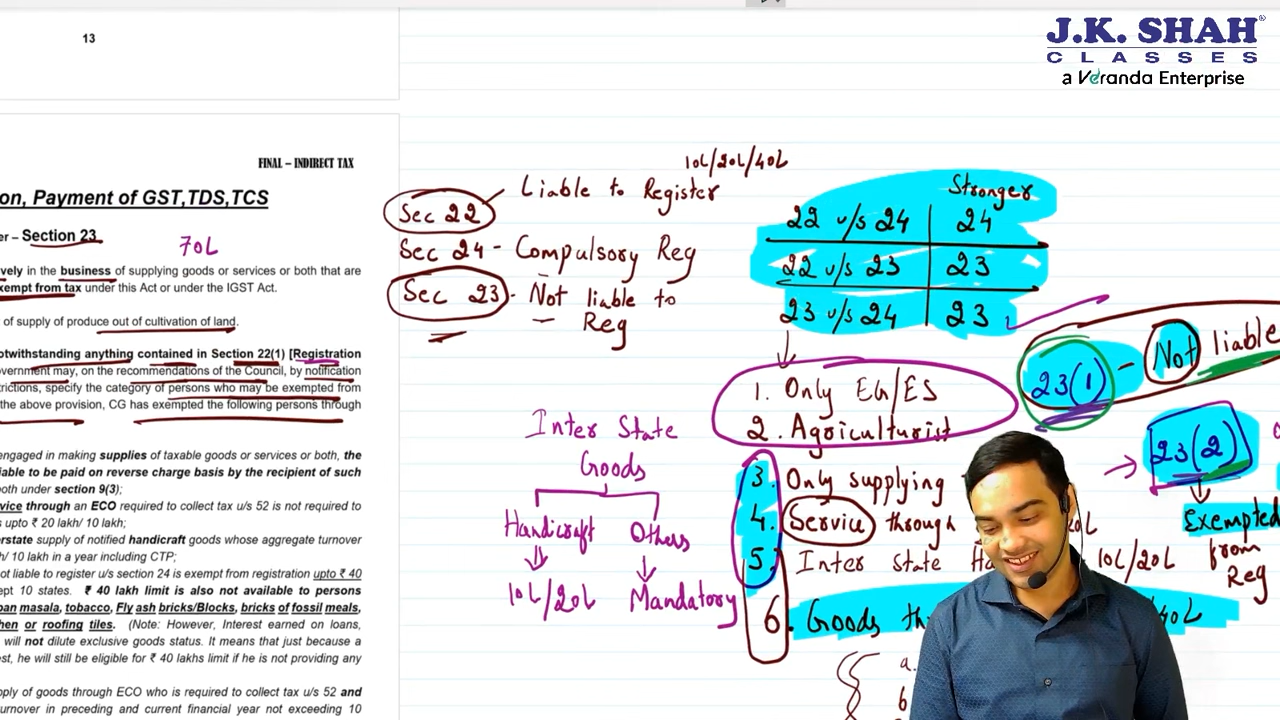 J.K. SHAH®
CLASSES
a Veranda Enterprise
13
FINAL – INDIRECT TAX
on, Payment of GST,TDS,TCS
er – Section 23
70L
vely in the business of supplying goods or services or both that are
exempt from tax under this Act or under the IGST Act.
of supply of produce out of cultivation of land.
otwithstanding anything contained in Section 22(1) [Registration
vernment may, on the recommendations of the Council, by notification
trictions, specify the category of persons who may be exempted from
the above provision, CG has exempted the following persons through
engaged in making supplies of taxable goods or services or both, the
iable to be paid on reverse charge basis by the recipient of such
both under section 9(3);
rvice through an ECO required to collect tax u/s 52 is not required to
s upto ₹ 20 lakh/ 10 lakh;
erstate supply of notified handicraft goods whose aggregate turnover
h/ 10 lakh in a year including CTP;
not liable to register u/s section 24 is exempt from registration upto ₹ 40
ept 10 states. ₹ 40 lakh limit is also not available to persons
pan masala, tobacco, Fly ash bricks/Blocks, bricks of fossil meals,
hen or roofing tiles. (Note: However, Interest earned on loans,
will not dilute exclusive goods status. It means that just because a
est, he will still be eligible for ₹ 40 lakhs limit if he is not providing any
pply of goods through ECO who is required to collect tax u/s 52 and
turnover in preceding and current financial year not exceeding 10
10L/20L/40L
Sec 22 Liable to Register
Sec 24 - Compulsory Reg
Sec 23 - Not liable to
Reg
Stronger
22 v/s 24 24
22 v/s 23 23
23 v/s 24 23
1. Only EG/ES
2. Agriculturist
3. Only supplying
4. Service through 20L
5. Inter State Ha 10L/20L
6. Goods th 40L
a.
b
Inter State
Goods
Handicraft Others
10L/20L Mandatory
23(1) - Not liable
23(2)
Exempted
from
Reg